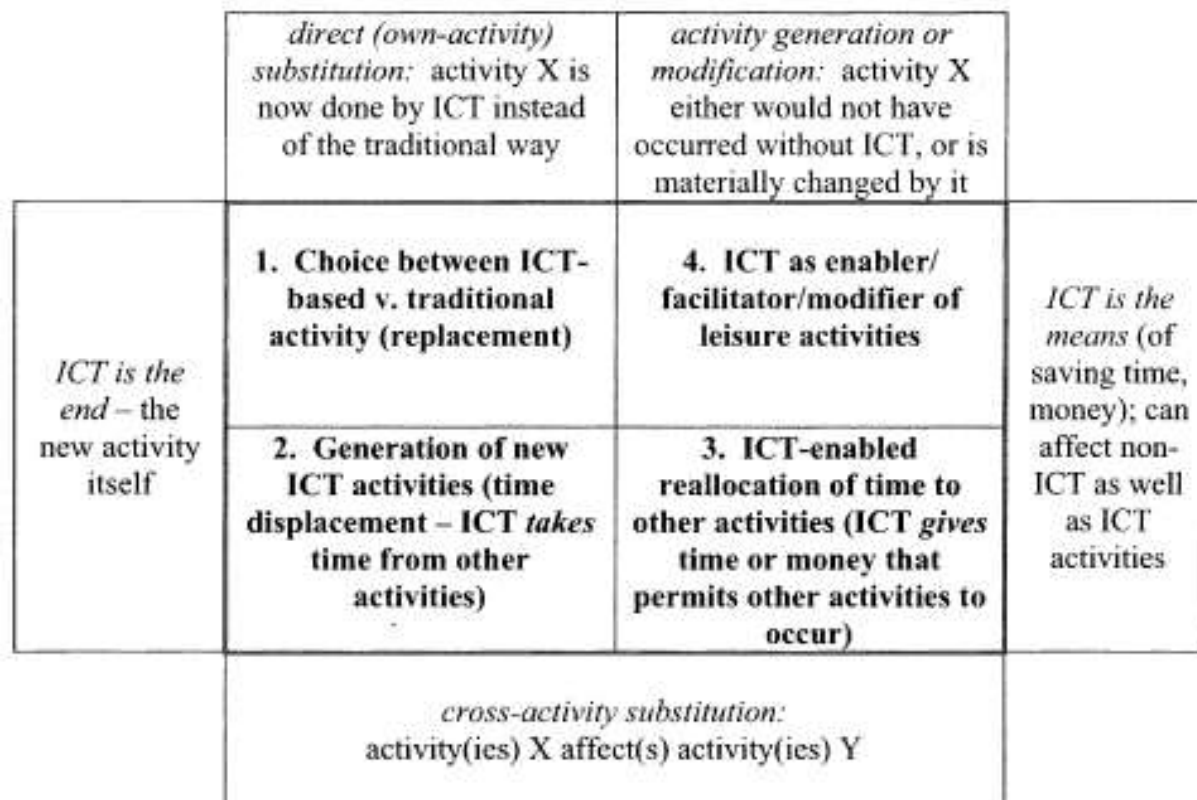 direct (own-activity)
substitution: activity X is
now done by ICT instead
of the traditional way
activity generation or
modification: activity X
either would not have
occurred without ICT, or is
materially changed by it
ICT is the
end – the
new activity
itself
1. Choice between ICT-
based v. traditional
activity (replacement)
4. ICT as enabler/
facilitator/modifier of
leisure activities
2. Generation of new
ICT activities (time
displacement – ICT takes
time from other
activities)
3. ICT-enabled
reallocation of time to
other activities (ICT gives
time or money that
permits other activities to
occur)
ICT is the
means (of
saving time,
money); can
affect non-
ICT as well
as ICT
activities
cross-activity substitution:
activity(ies) X affect(s) activity(ies) Y